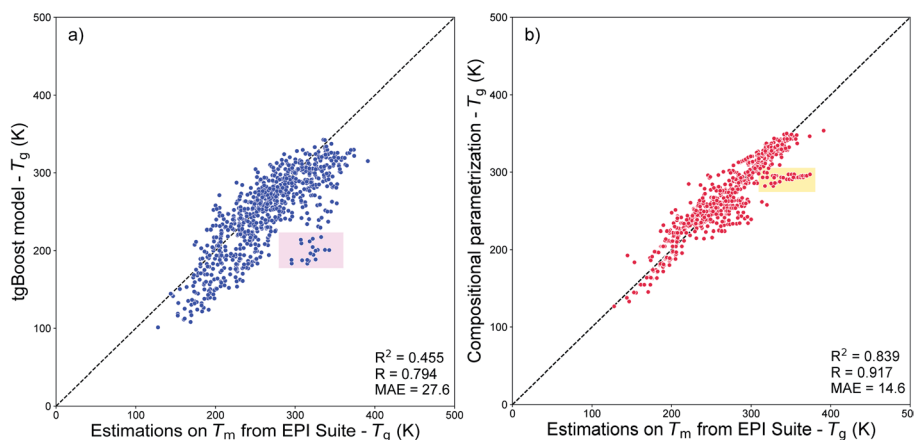 a)
500
400
300
200
100
0
tgBoost model - Tg (K)
R2 = 0.455
R = 0.794
MAE = 27.6
0 100 200 300 400 500
Estimations on Tm from EPI Suite - Tg (K)
b)
500
400
300
200
100
0
Compositional parametrization - Tg (K)
R2 = 0.839
R = 0.917
MAE = 14.6
0 100 200 300 400 500
Estimations on Tm from EPI Suite - Tg (K)